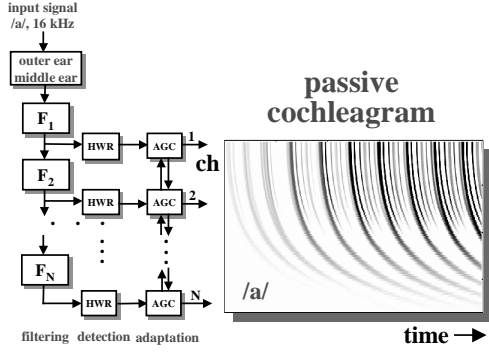 input signal
/a/, 16 kHz
outer ear
middle ear
F1
HWR
AGC
1
ch
F2
HWR
AGC
2
FN
HWR
AGC
N
filtering detection adaptation
passive
cochleagram
/a/
time